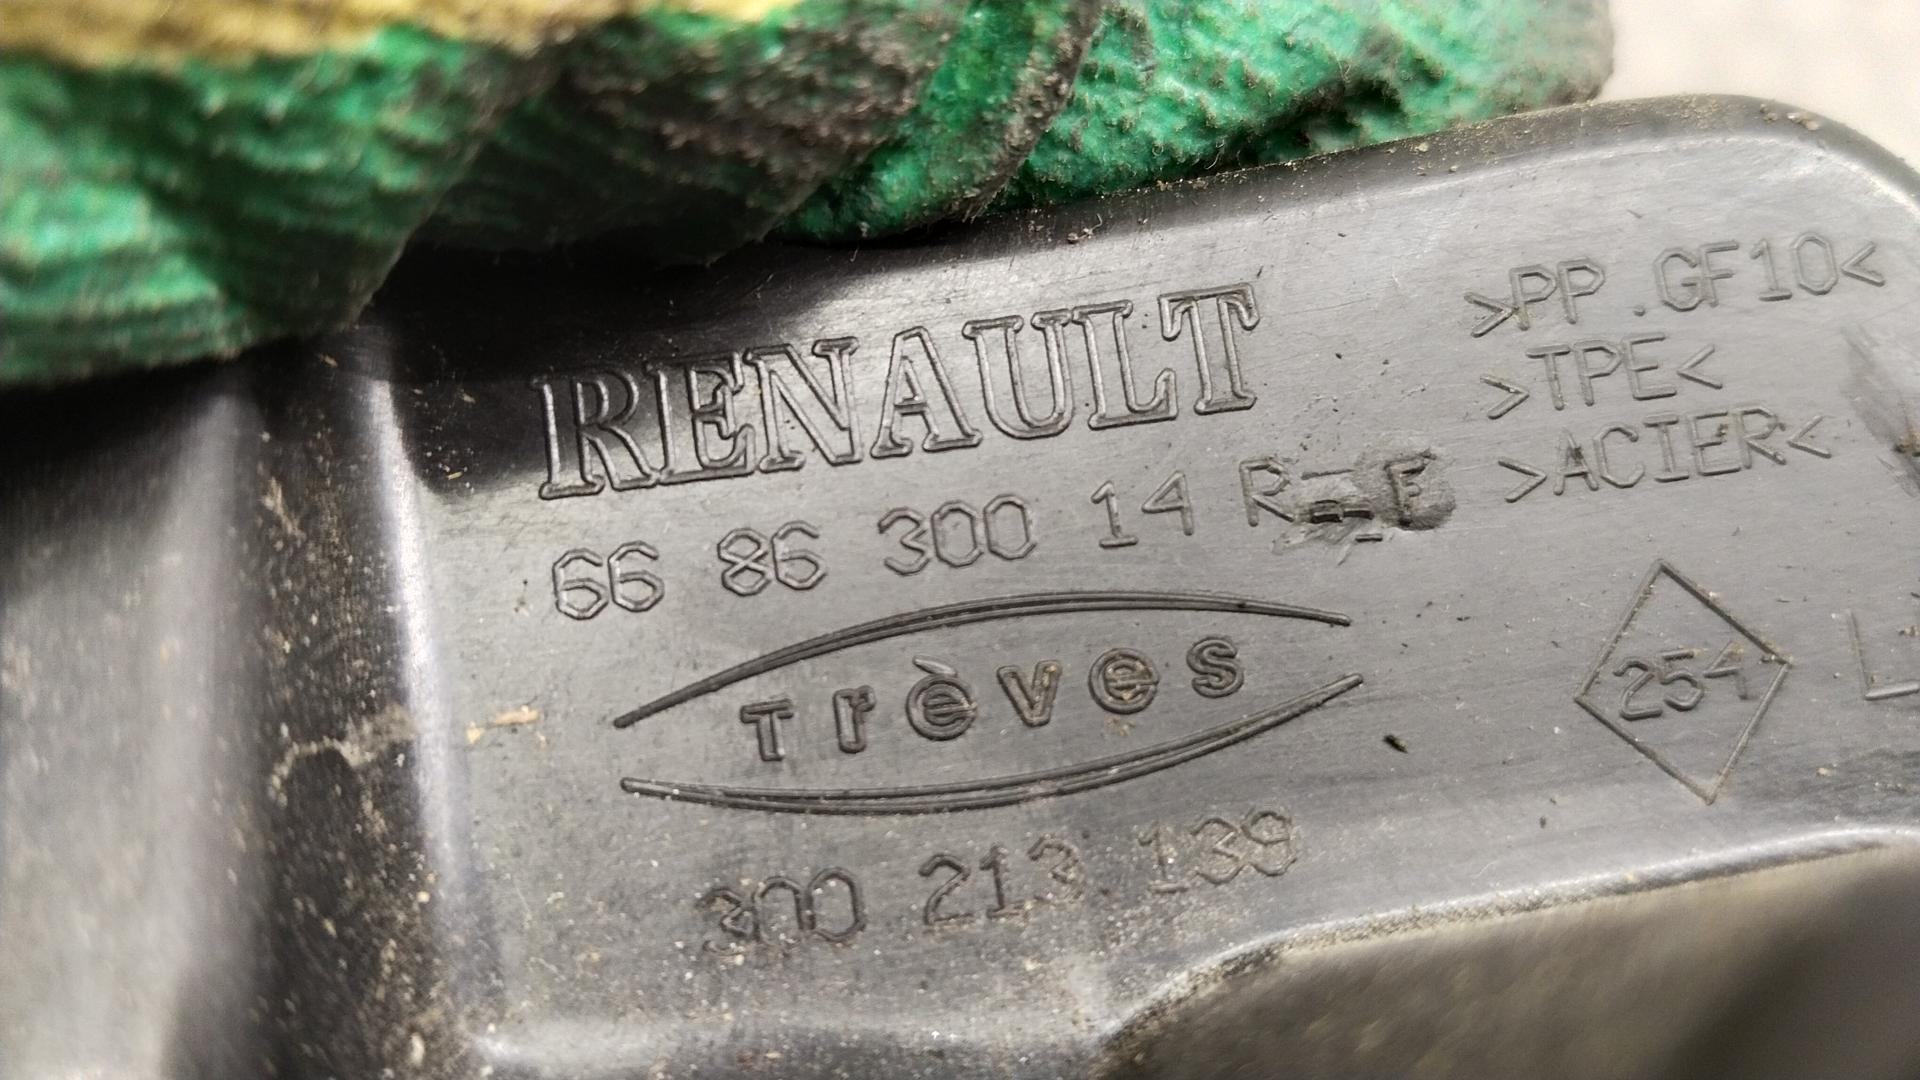 RENAULT
66 86 300 14 R
Trèves
300 213 139
>PP.GF10<
>TPE<
>ACIER<
254